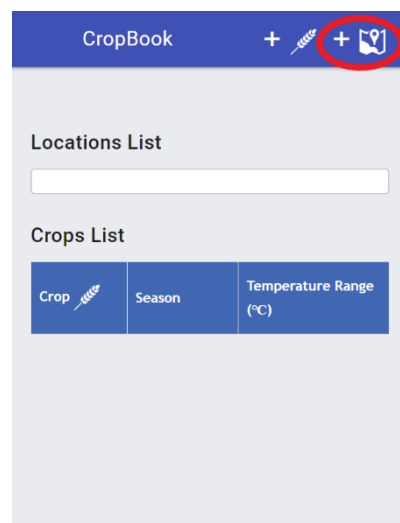 CropBook + +
Locations List
Crops List
Crop Season Temperature Range
(°C)